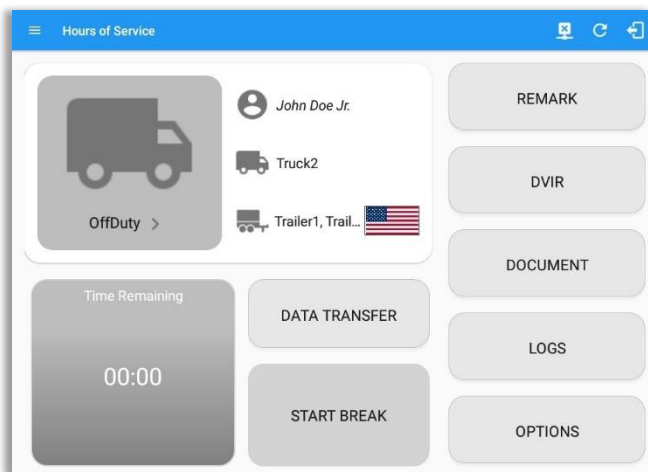 Hours of Service
John Doe Jr.
Truck2
Trailer1, Trail...
OffDuty
Time Remaining
00:00
DATA TRANSFER
START BREAK
REMARK
DVIR
DOCUMENT
LOGS
OPTIONS